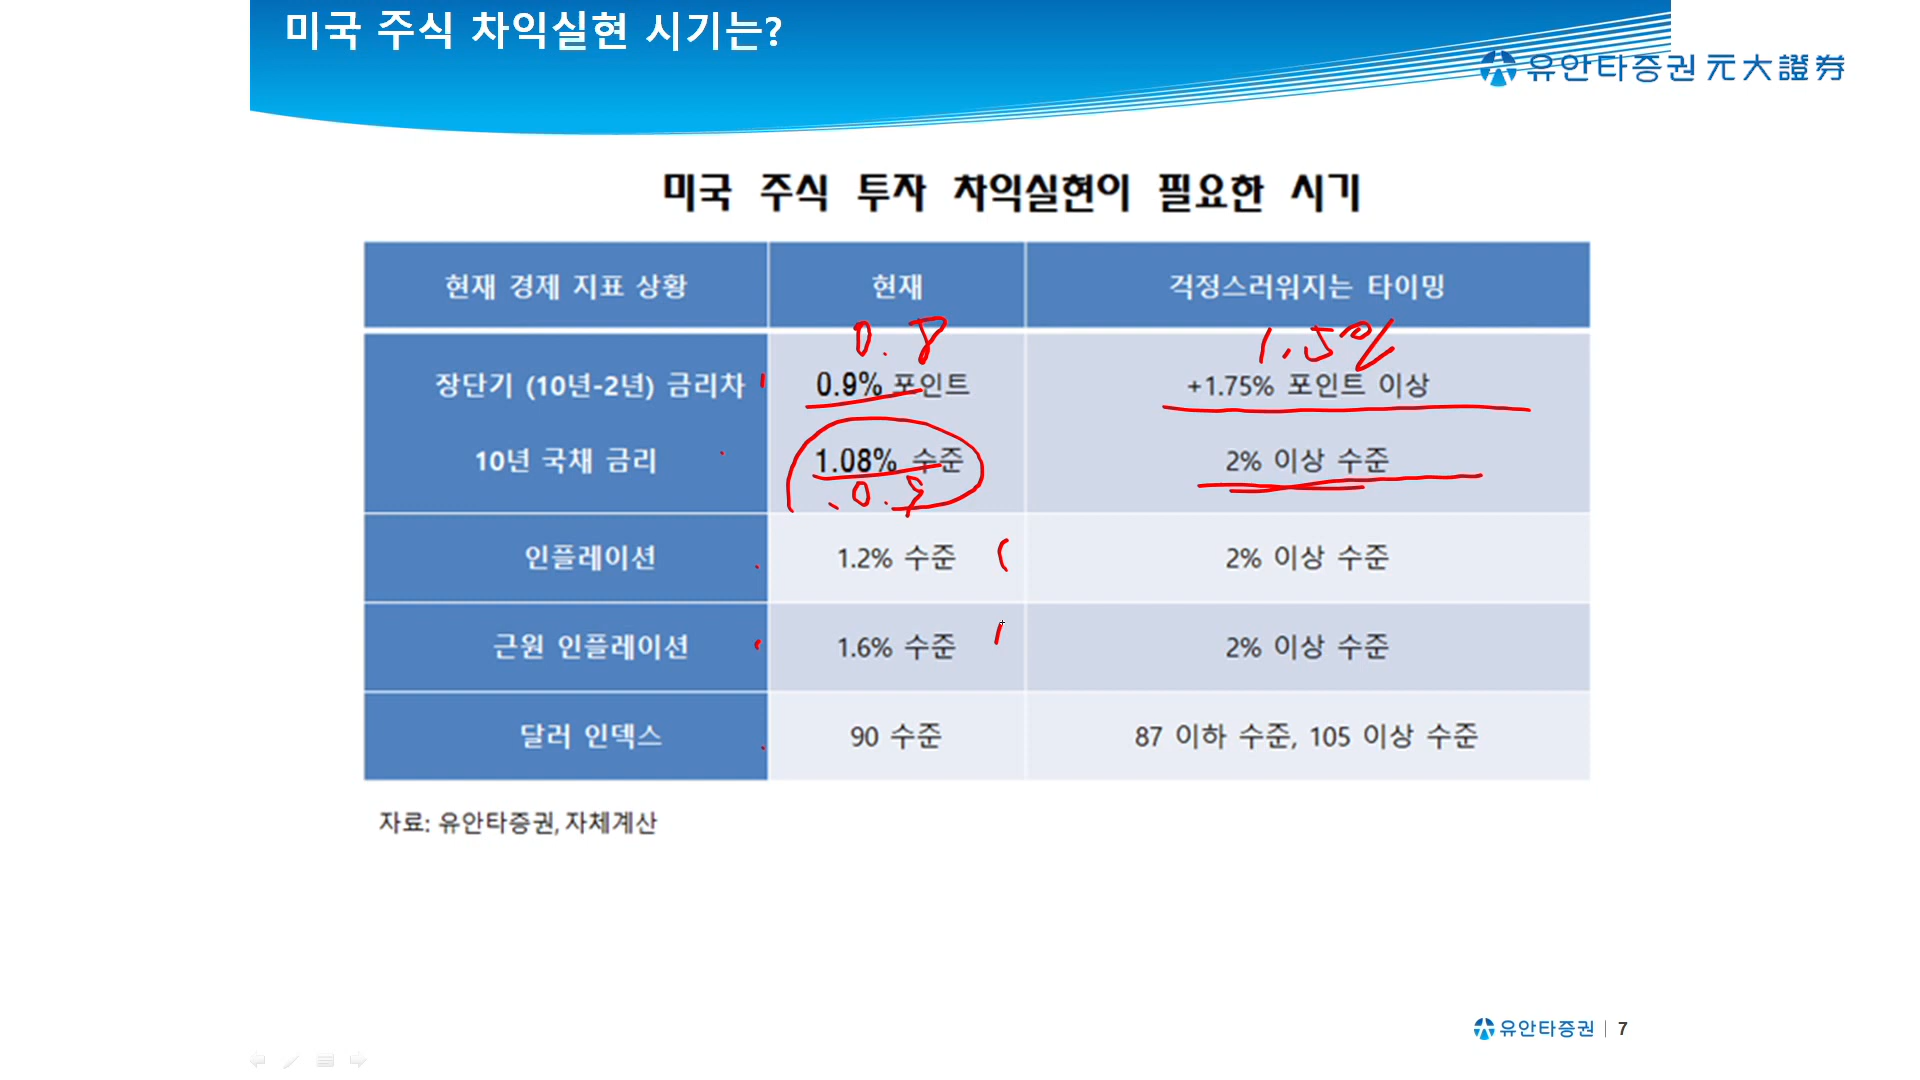 미국 주식 차익실현 시기는?
유안타증권 元大證券
미국 주식 투자 차익실현이 필요한 시기
현재 경제 지표 상황 현재 걱정스러워지는 타이밍
0.8 1.5%
장단기 (10년-2년) 금리차 0.9% 포인트 +1.75% 포인트 이상
10년 국채 금리 1.08% 수준 2% 이상 수준
인플레이션 1.2% 수준 2% 이상 수준
근원 인플레이션 1.6% 수준 2% 이상 수준
달러 인덱스 90 수준 87 이하 수준, 105 이상 수준
자료: 유안타증권, 자체계산
유안타증권 | 7